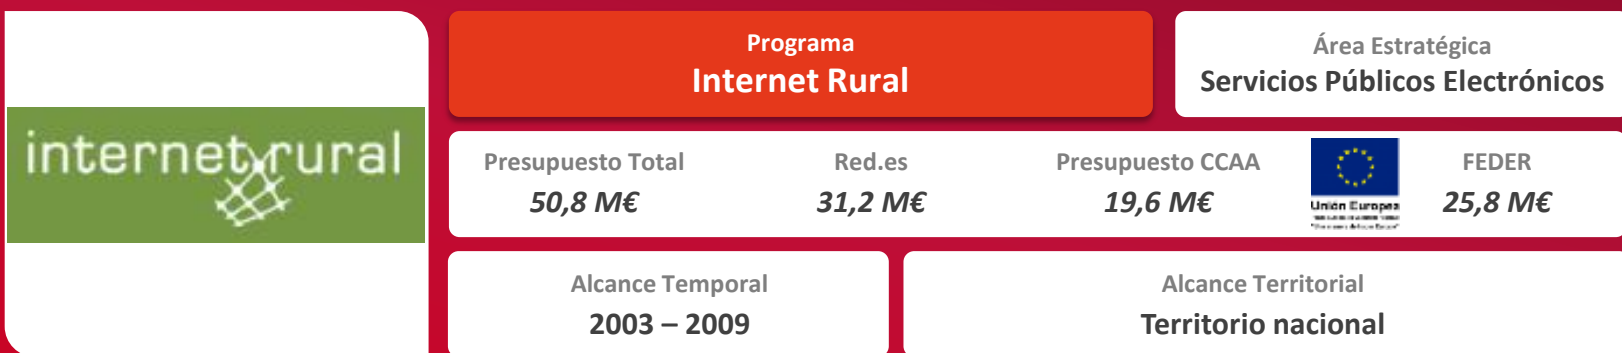 internet rural
Programa
Internet Rural
Área Estratégica
Servicios Públicos Electrónicos
Presupuesto Total
50,8 M€
Red.es
31,2 M€
Presupuesto CCAA
19,6 M€
Unión Europea
FEDER
25,8 M€
Alcance Temporal
2003 – 2009
Alcance Territorial
Territorio nacional